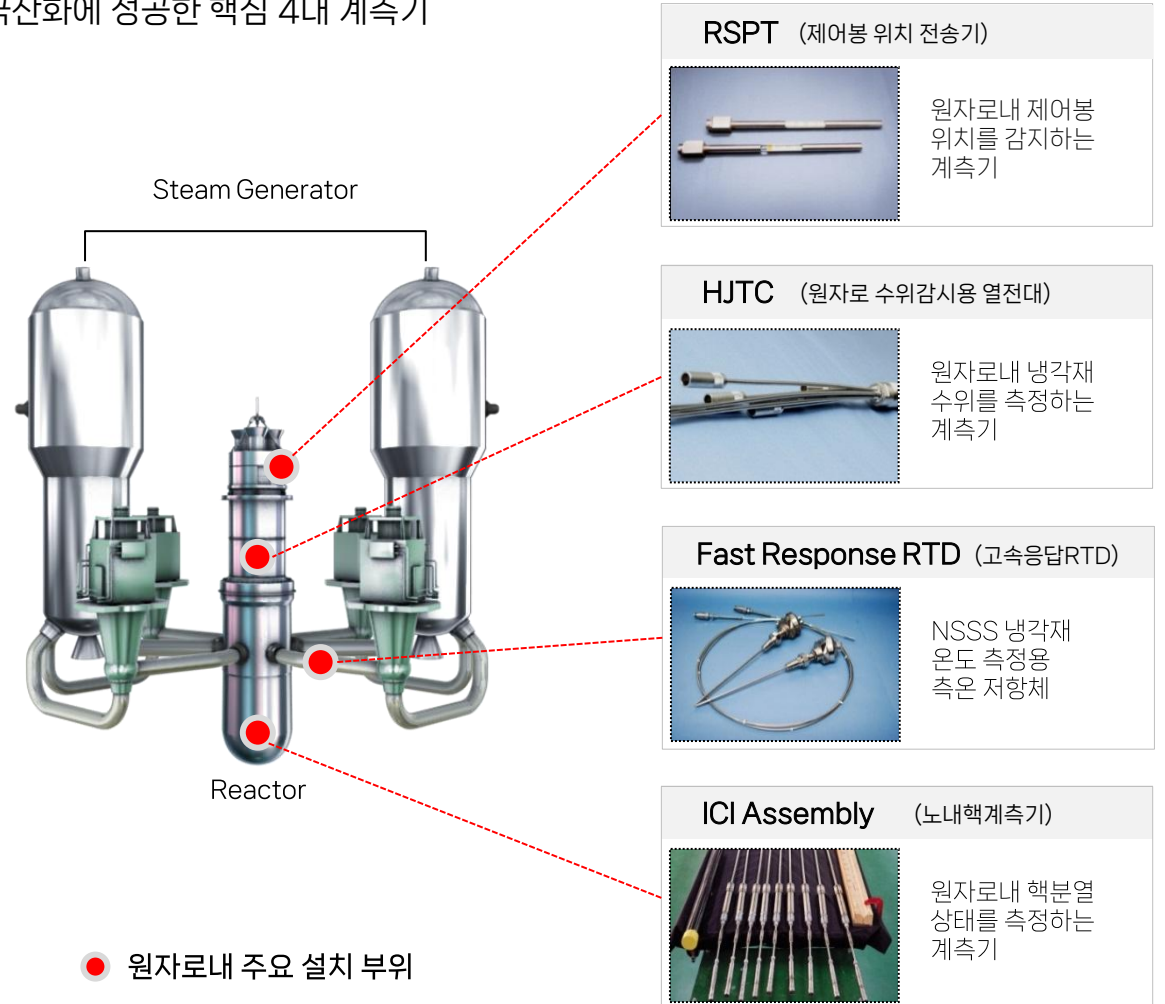 성공한 핵심 4대 계측기
Steam Generator
Reactor
원자로내 주요 설치 부위
RSPT (제어봉 위치 전송기)
원자로내 제어봉
위치를 감지하는
계측기
HJTC (원자로 수위감시용 열전대)
원자로내 냉각재
수위를 측정하는
계측기
Fast Response RTD (고속응답RTD)
NSSS 냉각재
온도 측정용
측온 저항체
ICI Assembly (노내핵계측기)
원자로내 핵분열
상태를 측정하는
계측기